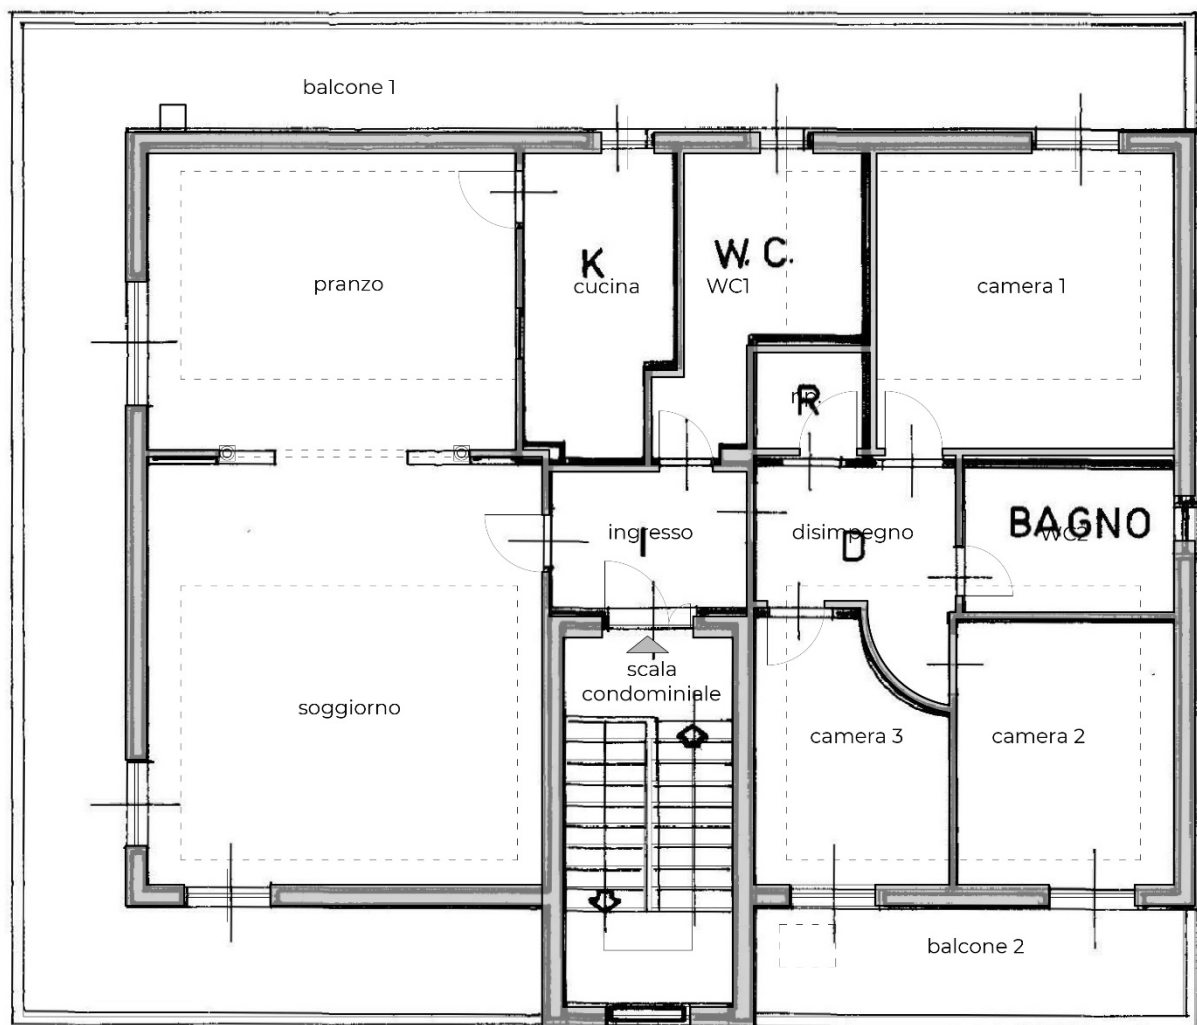 balcone 1
K
cucina
W.C.
WC1
pranzo
camera 1
R
rip.
ingresso
I
disimpegno
D
BAGNO
WC2
scala
condominiale
soggiorno
camera 3
camera 2
balcone 2